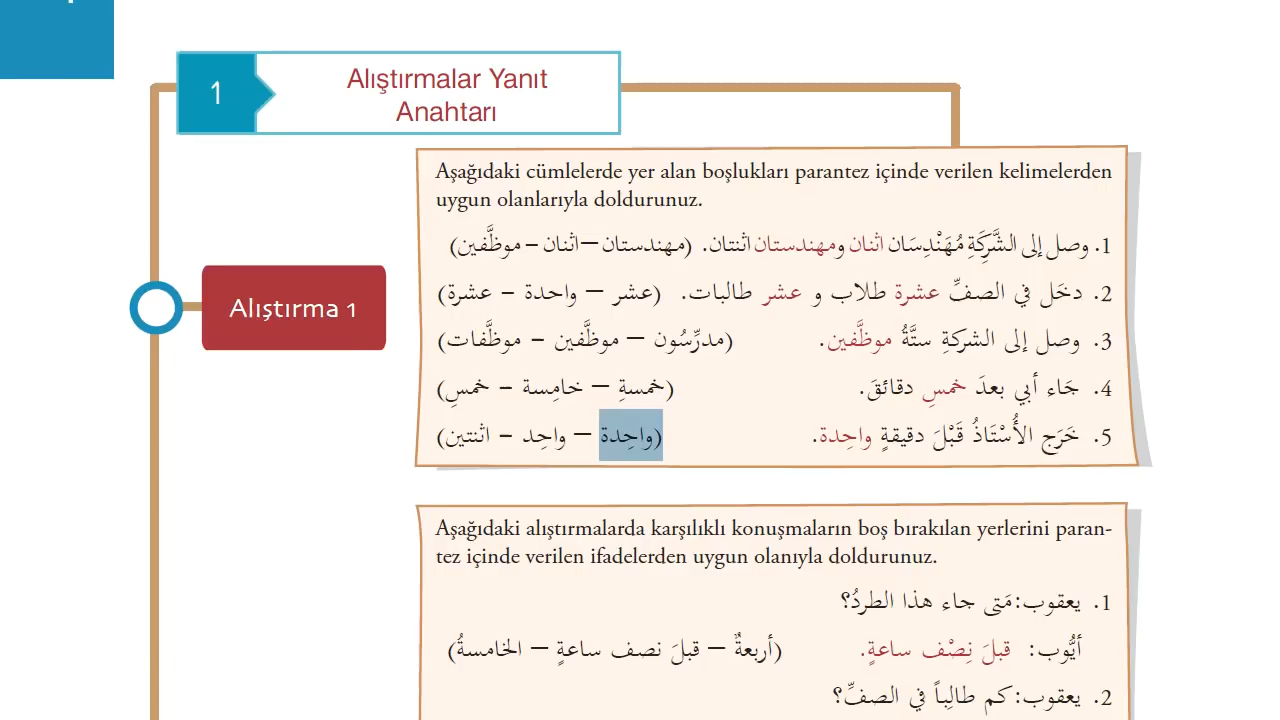 1
Alıştırmalar Yanıt
Anahtarı
Aşağıdaki cümlelerde yer alan boşlukları parantez içinde verilen kelimelerden
uygun olanlarıyla doldurunuz.
1. وصل إلى الشَّرِكَةِ مُهَنْدِسَان اثنان ومهندستان اثنتان. (مهندستان – اثنان – موظَّفين)
Alıştırma 1
2. دخَل في الصفِّ عشرة طلاب و عشر طالبات. (عشر – واحدة – عشرة)
3. وصل إلى الشركةِ ستَّةُ موظَّفين. (مدرِّسُون – موظَّفين – موظَّفات)
4. جَاء أبي بعدَ خمسِ دقائقَ. (خمسةِ – خامِسة – خمسِ)
5. خَرَج الأُسْتَاذُ قَبْلَ دقيقةٍ واحِدة. (واحِدة – واحِد – اثنتين)
Aşağıdaki alıştırmalarda karşılıklı konuşmaların boş bırakılan yerlerini paran-
tez içinde verilen ifadelerden uygun olanıyla doldurunuz.
1. يعقوب: مَتى جاء هذا الطردُ؟
أيُّوب: قبلَ نِصْف ساعةٍ. (أربعةٌ – قبلَ نصف ساعةٍ – الخامسةُ)
2. يعقوب: كم طالِباً في الصفِّ؟